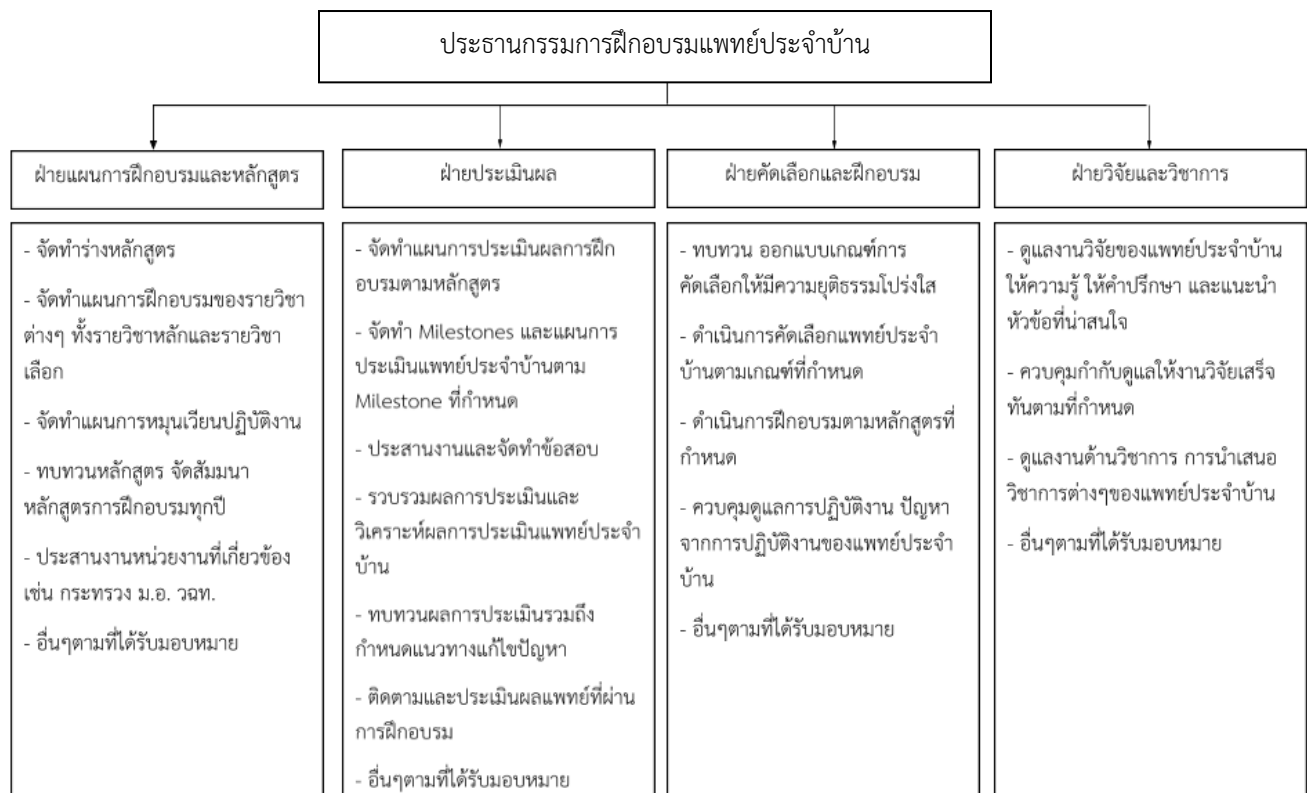 ประธานกรรมการฝึกอบรมแพทย์ประจำบ้าน
ฝ่ายแผนการฝึกอบรมและหลักสูตร
- จัดทำร่างหลักสูตร
- จัดทำแผนการฝึกอบรมของรายวิชา
ต่างๆ ทั้งรายวิชาหลักและรายวิชา
เลือก
- จัดทำแผนการหมุนเวียนปฏิบัติงาน
- ทบทวนหลักสูตร จัดสัมมนา
หลักสูตรการฝึกอบรมทุกปี
- ประสานงานหน่วยงานที่เกี่ยวข้อง
เช่น กระทรวง ม.อ. วฉท.
- อื่นๆตามที่ได้รับมอบหมาย
ฝ่ายประเมินผล
- จัดทำแผนการประเมินผลการฝึก
อบรมตามหลักสูตร
- จัดทำ Milestones และแผนการ
ประเมินแพทย์ประจำบ้านตาม
Milestone ที่กำหนด
- ประสานงานและจัดทำข้อสอบ
- รวบรวมผลการประเมินและ
วิเคราะห์ผลการประเมินแพทย์ประจำ
บ้าน
- ทบทวนผลการประเมินรวมถึง
กำหนดแนวทางแก้ไขปัญหา
- ติดตามและประเมินผลแพทย์ที่ผ่าน
การฝึกอบรม
- อื่นๆตามที่ได้รับมอบหมาย
ฝ่ายคัดเลือกและฝึกอบรม
- ทบทวน ออกแบบเกณฑ์การ
คัดเลือกให้มีความยุติธรรมโปร่งใส
- ดำเนินการคัดเลือกแพทย์ประจำ
บ้านตามเกณฑ์ที่กำหนด
- ดำเนินการฝึกอบรมตามหลักสูตรที่
กำหนด
- ควบคุมดูแลการปฏิบัติงาน ปัญหา
จากการปฏิบัติงานของแพทย์ประจำ
บ้าน
- อื่นๆตามที่ได้รับมอบหมาย
ฝ่ายวิจัยและวิชาการ
- ดูแลงานวิจัยของแพทย์ประจำบ้าน
ให้ความรู้ ให้คำปรึกษา และแนะนำ
หัวข้อที่น่าสนใจ
- ควบคุมกำกับดูแลให้งานวิจัยเสร็จ
ทันตามที่กำหนด
- ดูแลงานด้านวิชาการ การนำเสนอ
วิชาการต่างๆของแพทย์ประจำบ้าน
- อื่นๆตามที่ได้รับมอบหมาย